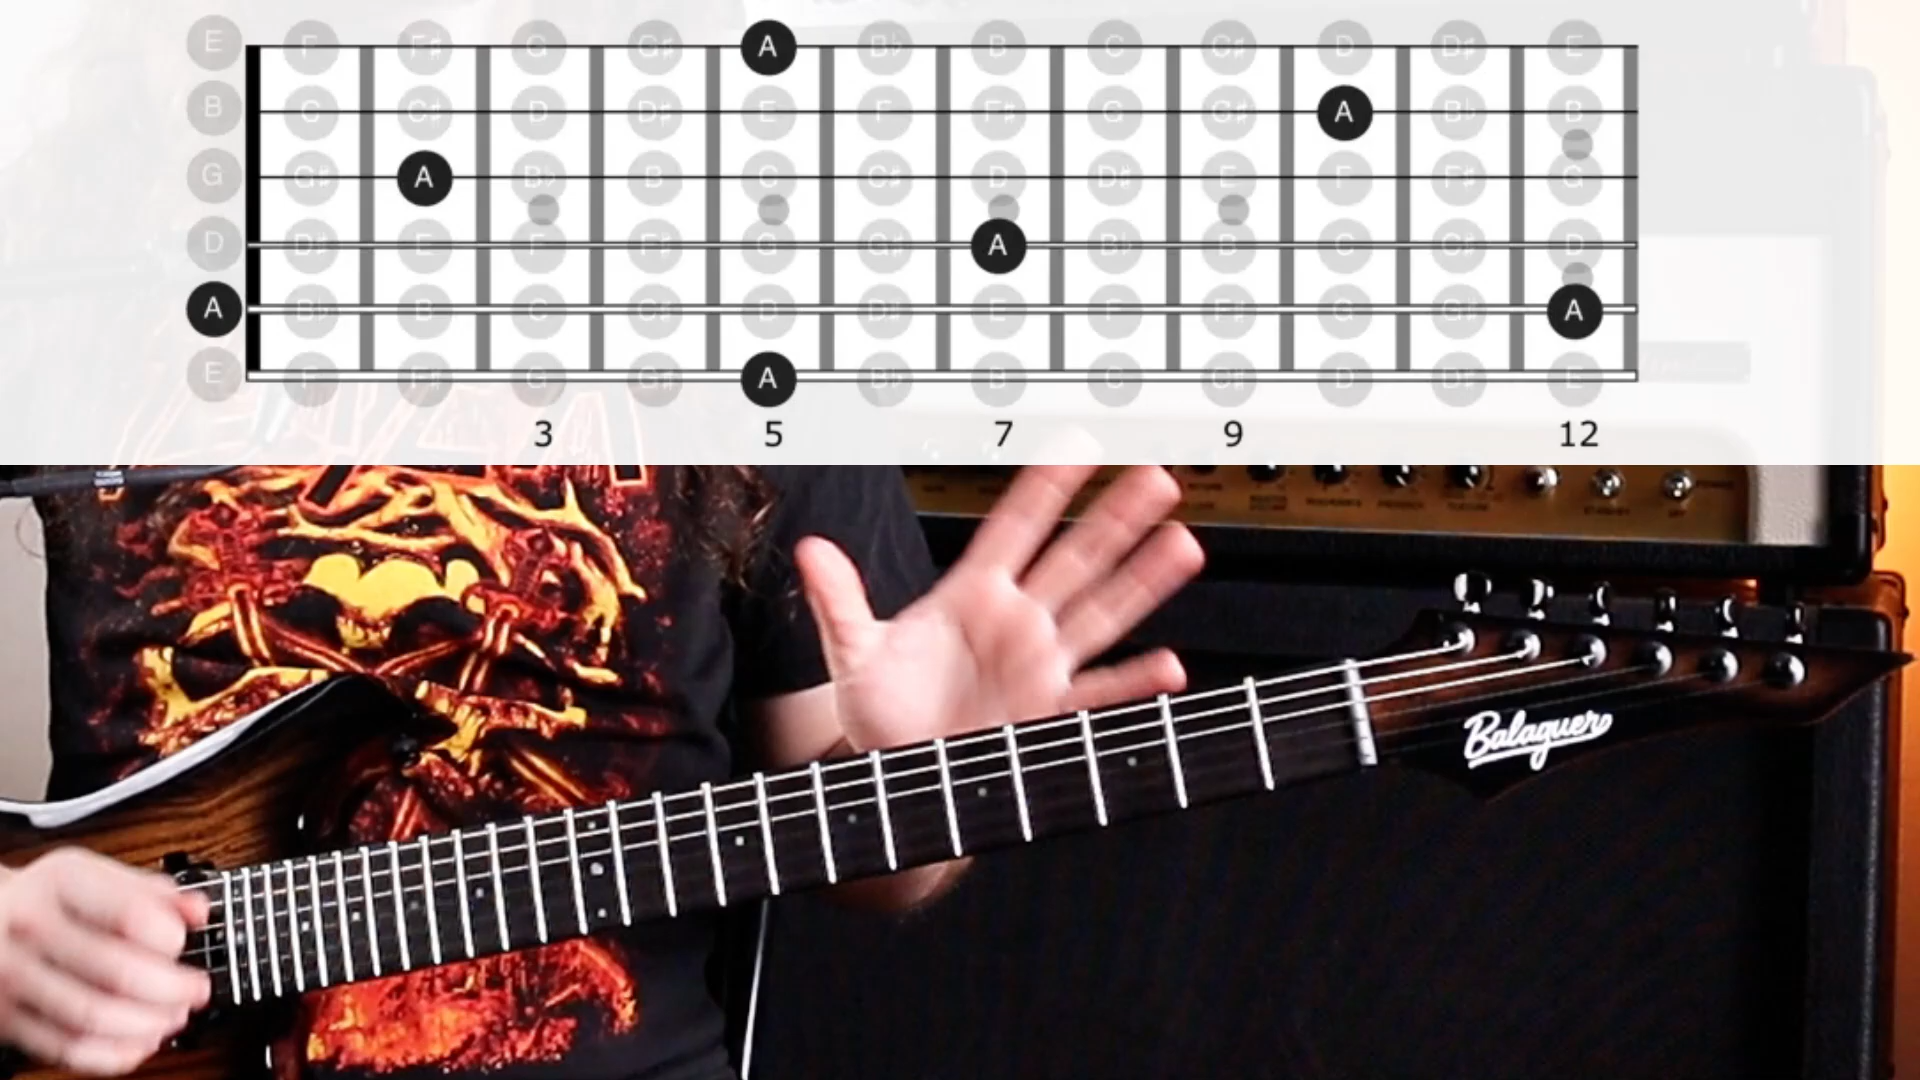 E F F♯ G G♯ A B♭ B C C♯ D D♯ E
B C C♯ D D♯ E F F♯ G G♯ A B♭ B
G G♯ A B♭ B C C♯ D D♯ E F F♯ G
D D♯ E F F♯ G G♯ A B♭ B C C♯ D
A B♭ B C C♯ D D♯ E F F♯ G G♯ A
E F F♯ G G♯ A B♭ B C C♯ D D♯ E
3 5 7 9 12
Balaguer